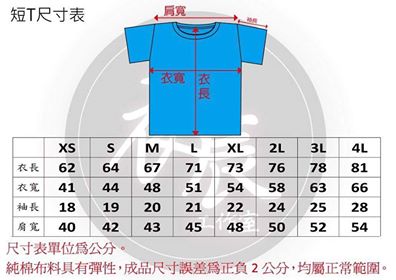 短T尺寸表
肩寬
袖長
衣寬
衣長
XS S M L XL 2L 3L 4L
衣長 62 64 67 71 73 76 78 81
衣寬 41 44 48 51 54 58 63 66
袖長 18 19 20 21 22 23 24 25
肩寬 40 42 43 45 48 50 52 54
工作室
尺寸表單位爲公分。
純棉布料具有彈性，成品尺寸誤差爲正負 2 公分，均屬正常範圍。